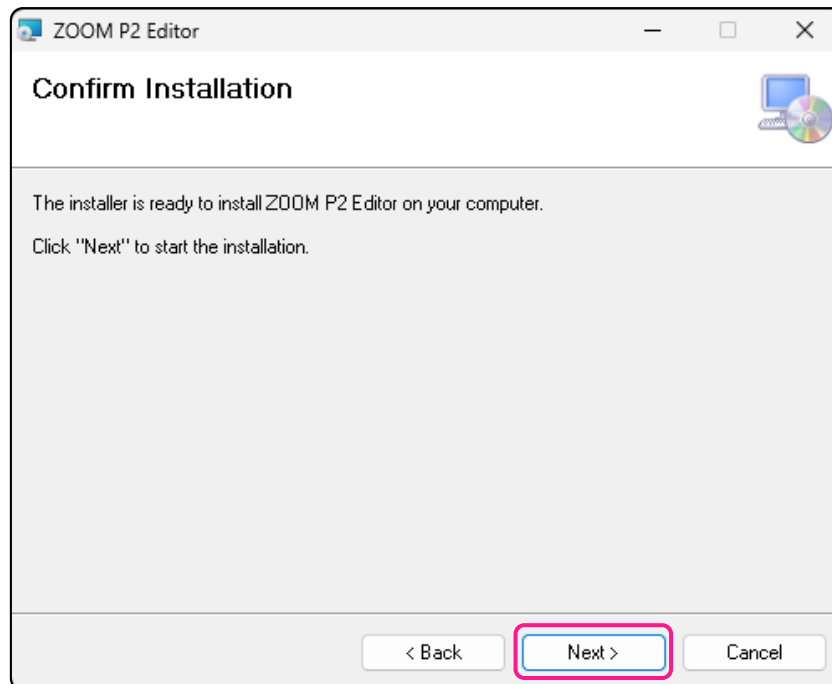 ZOOM P2 Editor
Confirm Installation
The installer is ready to install ZOOM P2 Editor on your computer.
Click "Next" to start the installation.
< Back
Next >
Cancel